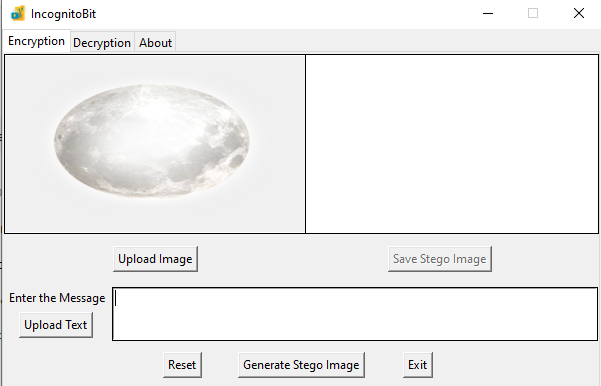 IncognitoBit
Encryption Decryption About
Upload Image Save Stego Image
Enter the Message
Upload Text
Reset Generate Stego Image Exit